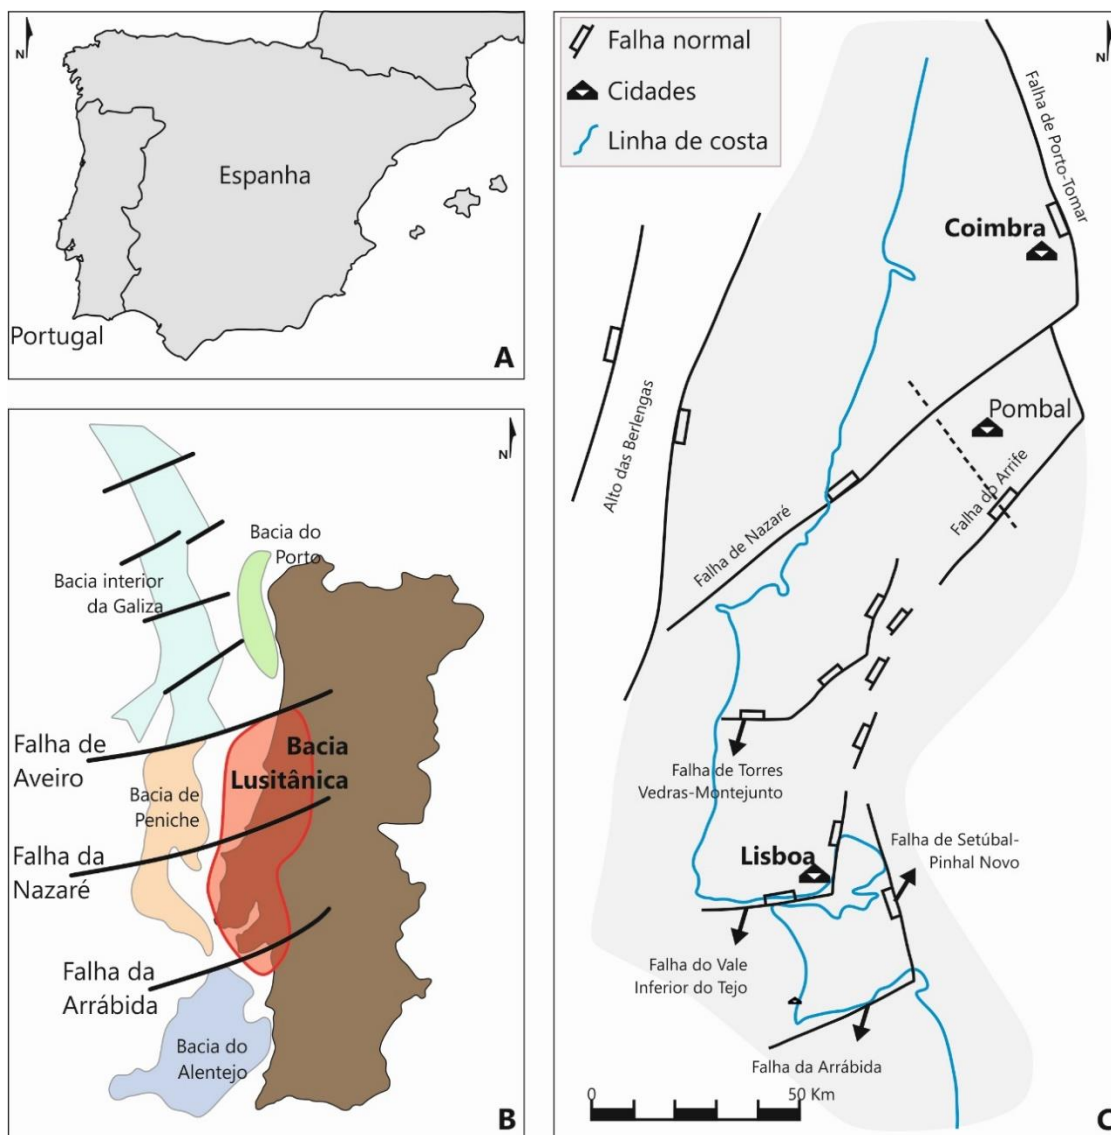 N
Espanha
Portugal
A
N
Bacia do
Porto
Bacia interior
da Galiza
Falha de
Aveiro
Bacia
Lusitânica
Bacia de
Peniche
Falha da
Nazaré
Falha da
Arrábida
Bacia do
Alentejo
B
Falha normal
Cidades
Linha de costa
N
Falha de Porto-Tomar
Coimbra
Alto das Berlengas
Pombal
Falha do Arrife
Falha de Nazaré
Falha de Torres
Vedras-Montejunto
Lisboa
Falha de Setúbal-
Pinhal Novo
Falha do Vale
Inferior do Tejo
Falha da Arrábida
0
50 Km
C